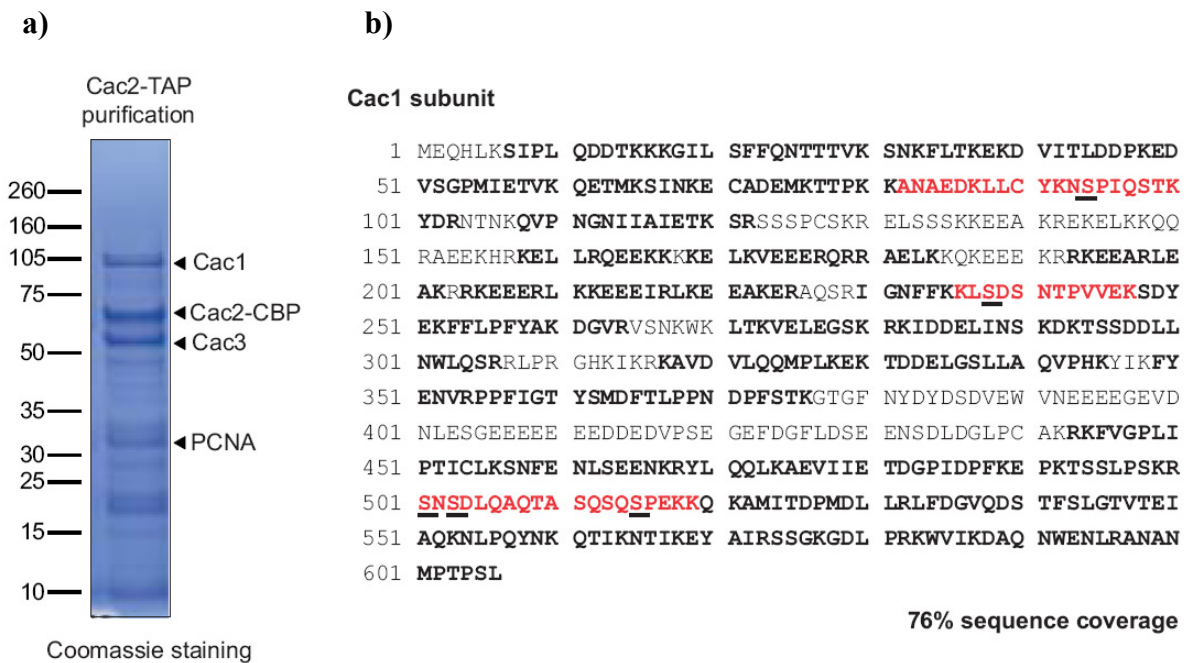 a)
Cac2-TAP
purification
260
160
105
75
50
35
30
25
15
10
Cac1
Cac2-CBP
Cac3
PCNA
Coomassie staining
b)
Cac1 subunit
1 MEQHLKSIPL QDDTKKKGIL SFFQNTTTVK SNKFLTKEKD VITLDDPKED
51 VSGPMIETVK QETMKSINKE CADEMKTTPK KANAEDKLLC YKNSPIQSTK
101 YDRNTNKQVP NGNIIAIETK SRSSSPCSKR ELSSSKKEEA KREKELKKQQ
151 RAEEKHRKEL LRQEEKKKKE LKVEEERQRR AELKKQKEEE KRRKEEARLE
201 AKRRKEEERL KKEEEIRLKE EAKERAQSRI GNFFKKLSDS NTPVVEKSDY
251 EKFFLPFYAK DGVRVSNKWK LTKVELEGSK RKIDDELINS KDKTSSDDLL
301 NWLQSRRLPR GHKIKRKAVD VLQQMPLKEK TDDELGSLLA QVPHKYIKFY
351 ENVRPPFIGT YSMDFTLPPN DPFSTKGTGF NYDYDSDVEW VNEEEEGEVD
401 NLESGEEEEE EEDDEDVPSE GEFDGFLDSE ENSDLDGLPC AKRKFVGPLI
451 PTICLKSNFE NLSEENKRYL QQLKAEVIIE TDGPIDPFKE PKTSSLPSKR
501 SNSDLQAQTA SQSQSPEKKQ KAMITDPMDL LRLFDGVQDS TFSLGTVTEI
551 AQKNLPQYNK QTIKNTIKEY AIRSSGKGDL PRKWVIKDAQ NWENLRANAN
601 MPTPSL
76% sequence coverage